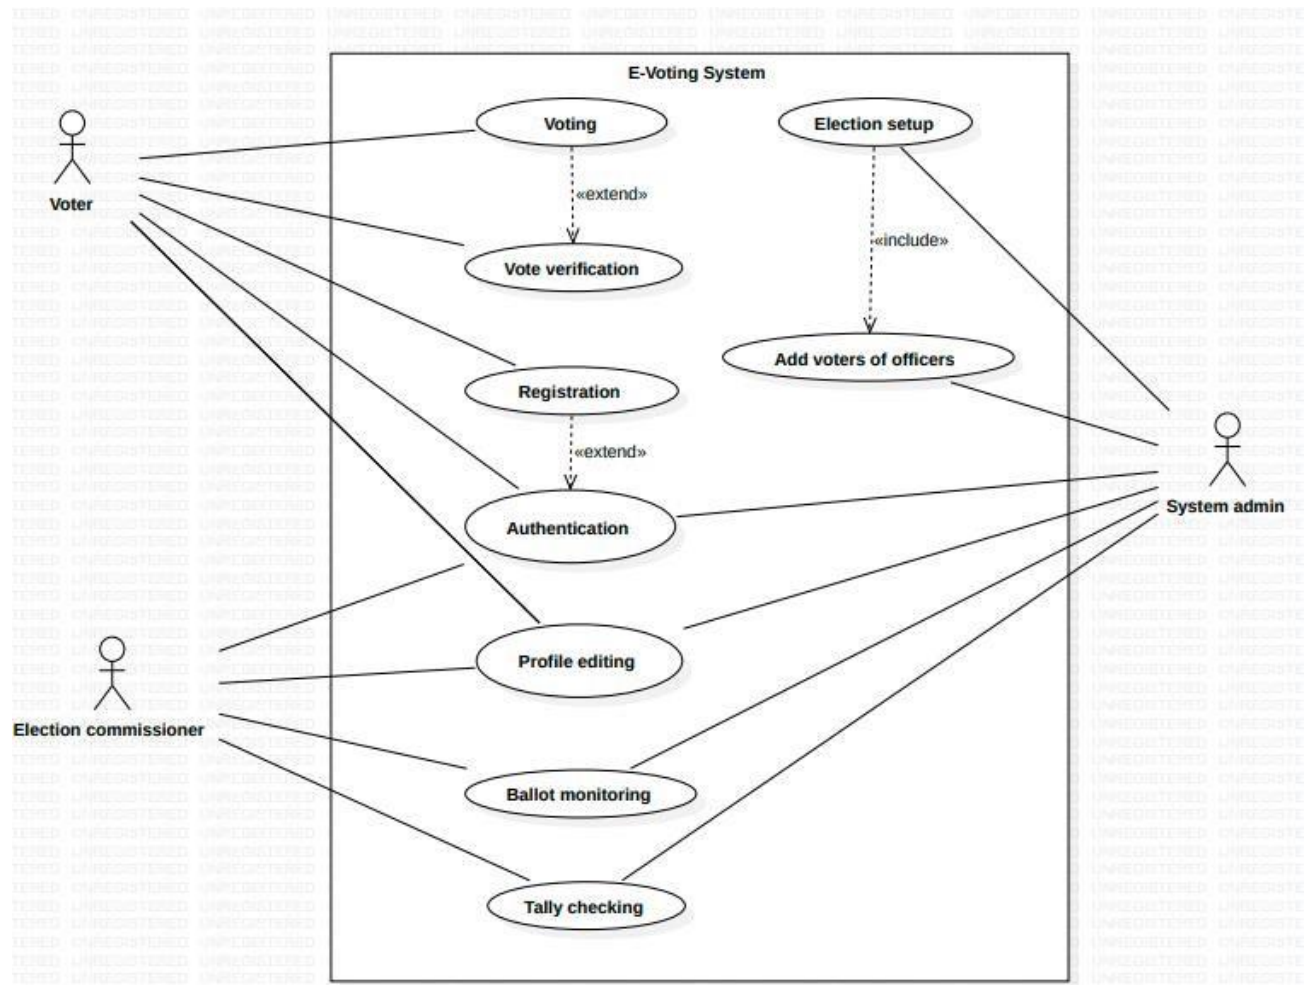 E-Voting System
Voting
Election setup
«extend»
Voter
«include»
Vote verification
Add voters of officers
Registration
«extend»
System admin
Authentication
Profile editing
Election commissioner
Ballot monitoring
Tally checking
UNREGISTERED